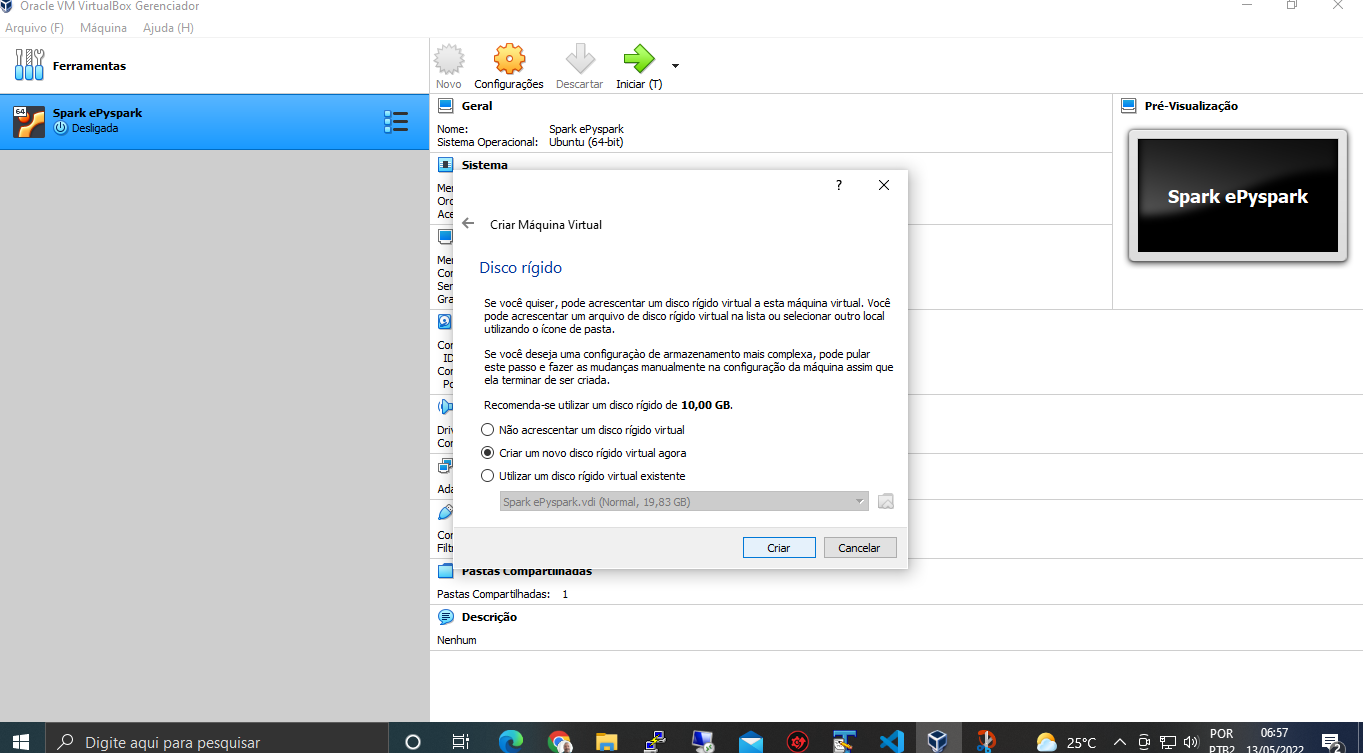 Oracle VM VirtualBox Gerenciador
Arquivo (F) Máquina Ajuda (H)
Ferramentas
Novo Configurações Descartar Iniciar (T)
64
Spark ePyspark
Desligada
Geral
Nome: Spark ePyspark
Sistema Operacional: Ubuntu (64-bit)
Pré-Visualização
Spark ePyspark
Sistema
? 
Criar Máquina Virtual
Disco rígido
Se você quiser, pode acrescentar um disco rígido virtual a esta máquina virtual. Você
pode acrescentar um arquivo de disco rígido virtual na lista ou selecionar outro local
utilizando o ícone de pasta.
Se você deseja uma configuração de armazenamento mais complexa, pode pular
este passo e fazer as mudanças manualmente na configuração da máquina assim que
ela terminar de ser criada.
Recomenda-se utilizar um disco rígido de 10,00 GB.
Não acrescentar um disco rígido virtual
Criar um novo disco rígido virtual agora
Utilizar um disco rígido virtual existente
Spark ePyspark.vdi (Normal, 19,83 GB)
Criar Cancelar
Pastas Compartilhadas
Pastas Compartilhadas: 1
Descrição
Nenhum
Digite aqui para pesquisar
25°C
POR
PTB2
06:57
13/05/2022
2